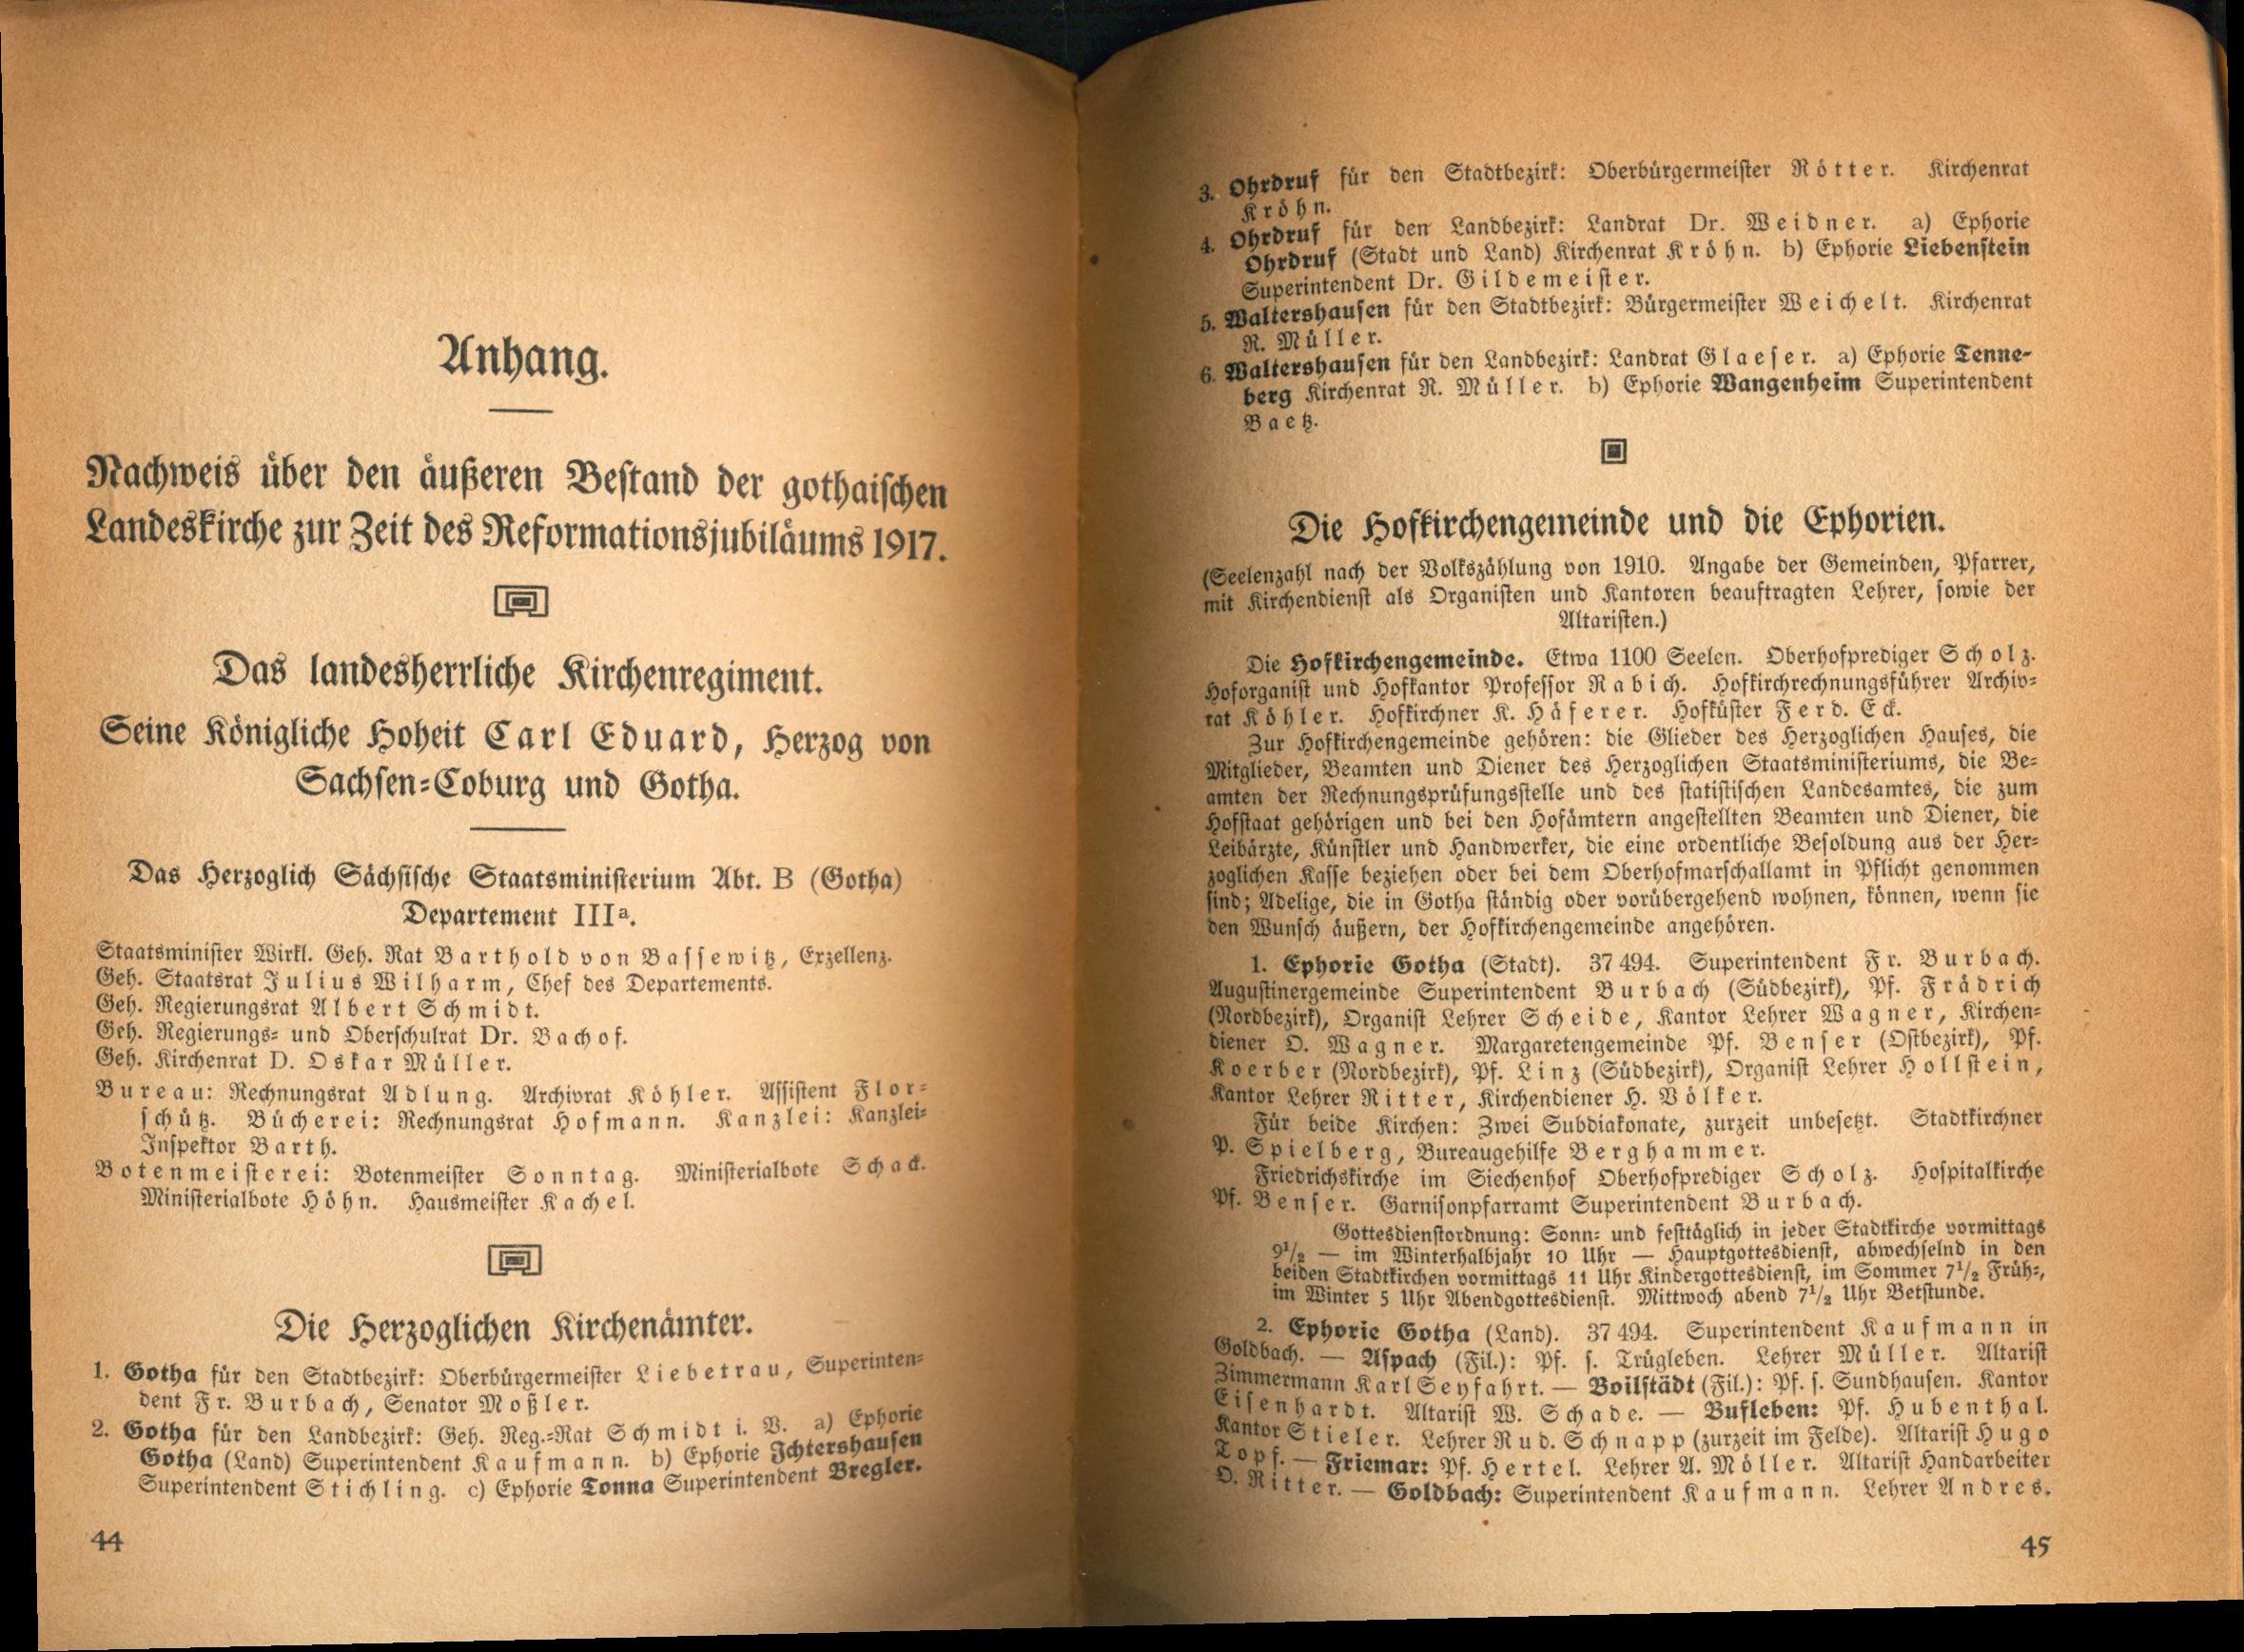 Anhang.
Nachweis über den äußeren Bestand der gothaischen
Landeskirche zur Zeit des Reformationsjubiläums 1917.
Das landesherrliche Kirchenregiment.
Seine Königliche Hoheit Carl Eduard, Herzog von
Sachsen-Coburg und Gotha.
Das Herzoglich Sächsische Staatsministerium Abt. B (Gotha)
Departement IIIa.
Staatsminister Wirkl. Geh. Rat Barthold von Bassewitz, Exzellenz.
Geh. Staatsrat Julius Wilharm, Chef des Departements.
Geh. Regierungsrat Albert Schmidt.
Geh. Regierungs- und Oberschulrat Dr. Bachof.
Geh. Kirchenrat D. Oskar Müller.
Bureau: Rechnungsrat Adlung. Archivrat Köhler. Assistent Flor-
schütz. Bücherei: Rechnungsrat Hofmann. Kanzlei: Kanzlei-
Inspektor Barth.
Botenmeisterei: Botenmeister Sonntag. Ministerialbote Schack.
Ministerialbote Höhn. Hausmeister Kachel.
Die Herzoglichen Kirchenämter.
1. Gotha für den Stadtbezirk: Oberbürgermeister Liebetrau, Superinten-
dent Fr. Burbach, Senator Moßler.
2. Gotha für den Landbezirk: Geh. Reg.-Rat Schmidt i. V. a) Ephorie
Gotha (Land) Superintendent Kaufmann. b) Ephorie Ichtershausen
Superintendent Stichling. c) Ephorie Tonna Superintendent Bregler.
44
3. Ohrdruf für den Stadtbezirk: Oberbürgermeister Rötter. Kirchenrat
Kröhn.
4. Ohrdruf für den Landbezirk: Landrat Dr. Weidner. a) Ephorie
Ohrdruf (Stadt und Land) Kirchenrat Kröhn. b) Ephorie Liebenstein
Superintendent Dr. Gildemeister.
5. Waltershausen für den Stadtbezirk: Bürgermeister Weichelt. Kirchenrat
R. Müller.
6. Waltershausen für den Landbezirk: Landrat Glaeser. a) Ephorie Tenne-
berg Kirchenrat R. Müller. b) Ephorie Wangenheim Superintendent
Baetz.
Die Hofkirchengemeinde und die Ephorien.
(Seelenzahl nach der Volkszählung von 1910. Angabe der Gemeinden, Pfarrer,
mit Kirchendienst als Organisten und Kantoren beauftragten Lehrer, sowie der
Altaristen.)
Die Hofkirchengemeinde. Etwa 1100 Seelen. Oberhofprediger Scholz.
Hoforganist und Hofkantor Professor Rabich. Hofkirchrechnungsführer Archiv-
rat Köhler. Hofkirchner K. Häferer. Hofküster Ferd. Eck.
Zur Hofkirchengemeinde gehören: die Glieder des Herzoglichen Hauses, die
Mitglieder, Beamten und Diener des Herzoglichen Staatsministeriums, die Be-
amten der Rechnungsprüfungsstelle und des statistischen Landesamtes, die zum
Hofstaat gehörigen und bei den Hofämtern angestellten Beamten und Diener, die
Leibärzte, Künstler und Handwerker, die eine ordentliche Besoldung aus der Her-
zoglichen Kasse beziehen oder bei dem Oberhofmarschallamt in Pflicht genommen
sind; Adelige, die in Gotha ständig oder vorübergehend wohnen, können, wenn sie
den Wunsch äußern, der Hofkirchengemeinde angehören.
1. Ephorie Gotha (Stadt). 37494. Superintendent Fr. Burbach.
Augustinergemeinde Superintendent Burbach (Südbezirk), Pf. Frädrich
(Nordbezirk), Organist Lehrer Scheide, Kantor Lehrer Wagner, Kirchen-
diener O. Wagner. Margaretengemeinde Pf. Benser (Ostbezirk), Pf.
Koerber (Nordbezirk), Pf. Linz (Südbezirk), Organist Lehrer Hollstein,
Kantor Lehrer Ritter, Kirchendiener H. Völker.
Für beide Kirchen: Zwei Subdiakonate, zurzeit unbesetzt. Stadtkirchner
P. Spielberg, Bureaugehilfe Berghammer.
Friedrichskirche im Siechenhof Oberhofprediger Scholz. Hospitalkirche
Pf. Benser. Garnisonpfarramt Superintendent Burbach.
Gottesdienstordnung: Sonn- und festtäglich in jeder Stadtkirche vormittags
9½ — im Winterhalbjahr 10 Uhr — Hauptgottesdienst, abwechselnd in den
beiden Stadtkirchen vormittags 11 Uhr Kindergottesdienst, im Sommer 7½ Früh-,
im Winter 5 Uhr Abendgottesdienst. Mittwoch abend 7½ Uhr Betstunde.
2. Ephorie Gotha (Land). 37494. Superintendent Kaufmann in
Goldbach. — Aspach (Fil.): Pf. s. Trügleben. Lehrer Müller. Altarist
Zimmermann Karl Seyfahrt. — Boilstädt (Fil.): Pf. s. Sundhausen. Kantor
Eisenhardt. Altarist W. Schade. — Bufleben: Pf. Hubenthal.
Kantor Stieler. Lehrer Rud. Schnapp (zurzeit im Felde). Altarist Hugo
Topf. — Friemar: Pf. Hertel. Lehrer A. Möller. Altarist Handarbeiter
O. Ritter. — Goldbach: Superintendent Kaufmann. Lehrer Andres.
45